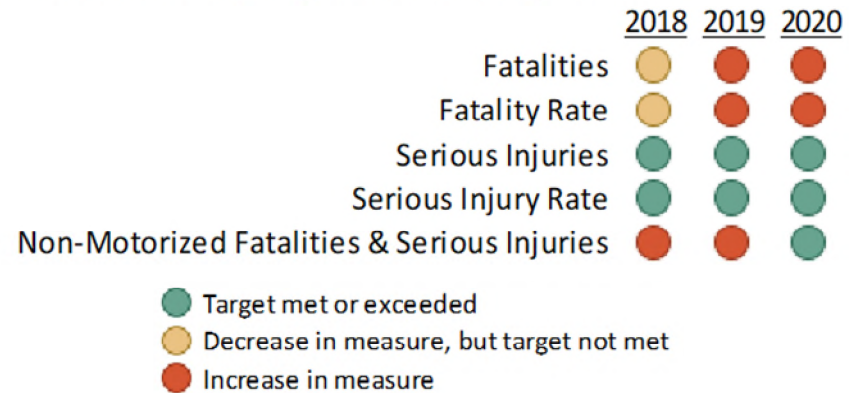 2018 2019 2020
Fatalities
Fatality Rate
Serious Injuries
Serious Injury Rate
Non-Motorized Fatalities & Serious Injuries
Target met or exceeded
Decrease in measure, but target not met
Increase in measure